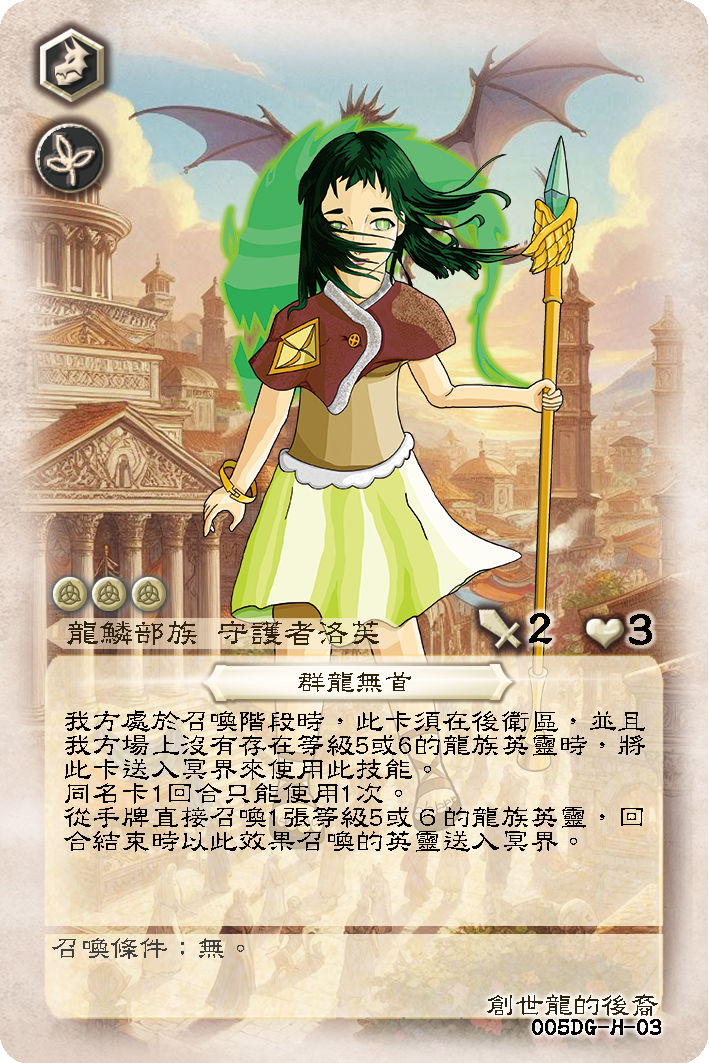 龍鱗部族 守護者洛英
2
3
群龍無首
我方處於召喚階段時，此卡須在後衛區，並且
我方場上沒有存在等級5或6的龍族英靈時，將
此卡送入冥界來使用此技能。
同名卡1回合只能使用1次。
從手牌直接召喚1張等級5或６的龍族英靈，回
合結束時以此效果召喚的英靈送入冥界。
召喚條件：無。
創世龍的後裔
005DG-H-03